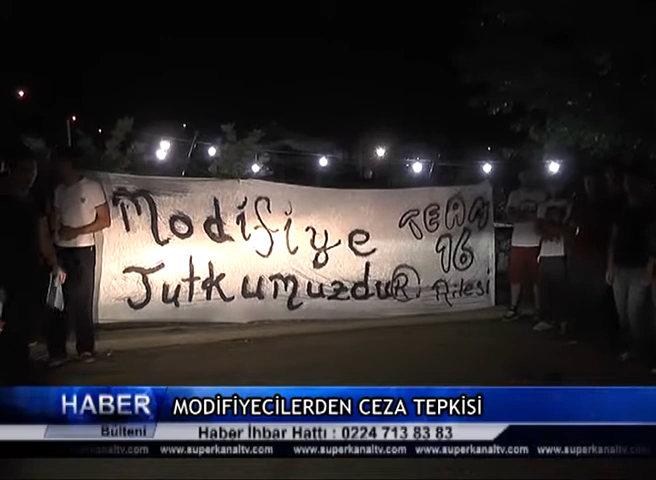 Modifiye
Tutkumuzdur
TEAM
16
Ailesi
HABER
Bülteni
MODİFİYECİLERDEN CEZA TEPKİSİ
Haber İhbar Hattı : 0224 713 83 83
www.superkanaltv.com www.superkanaltv.com www.superkanaltv.com www.superkanaltv.com